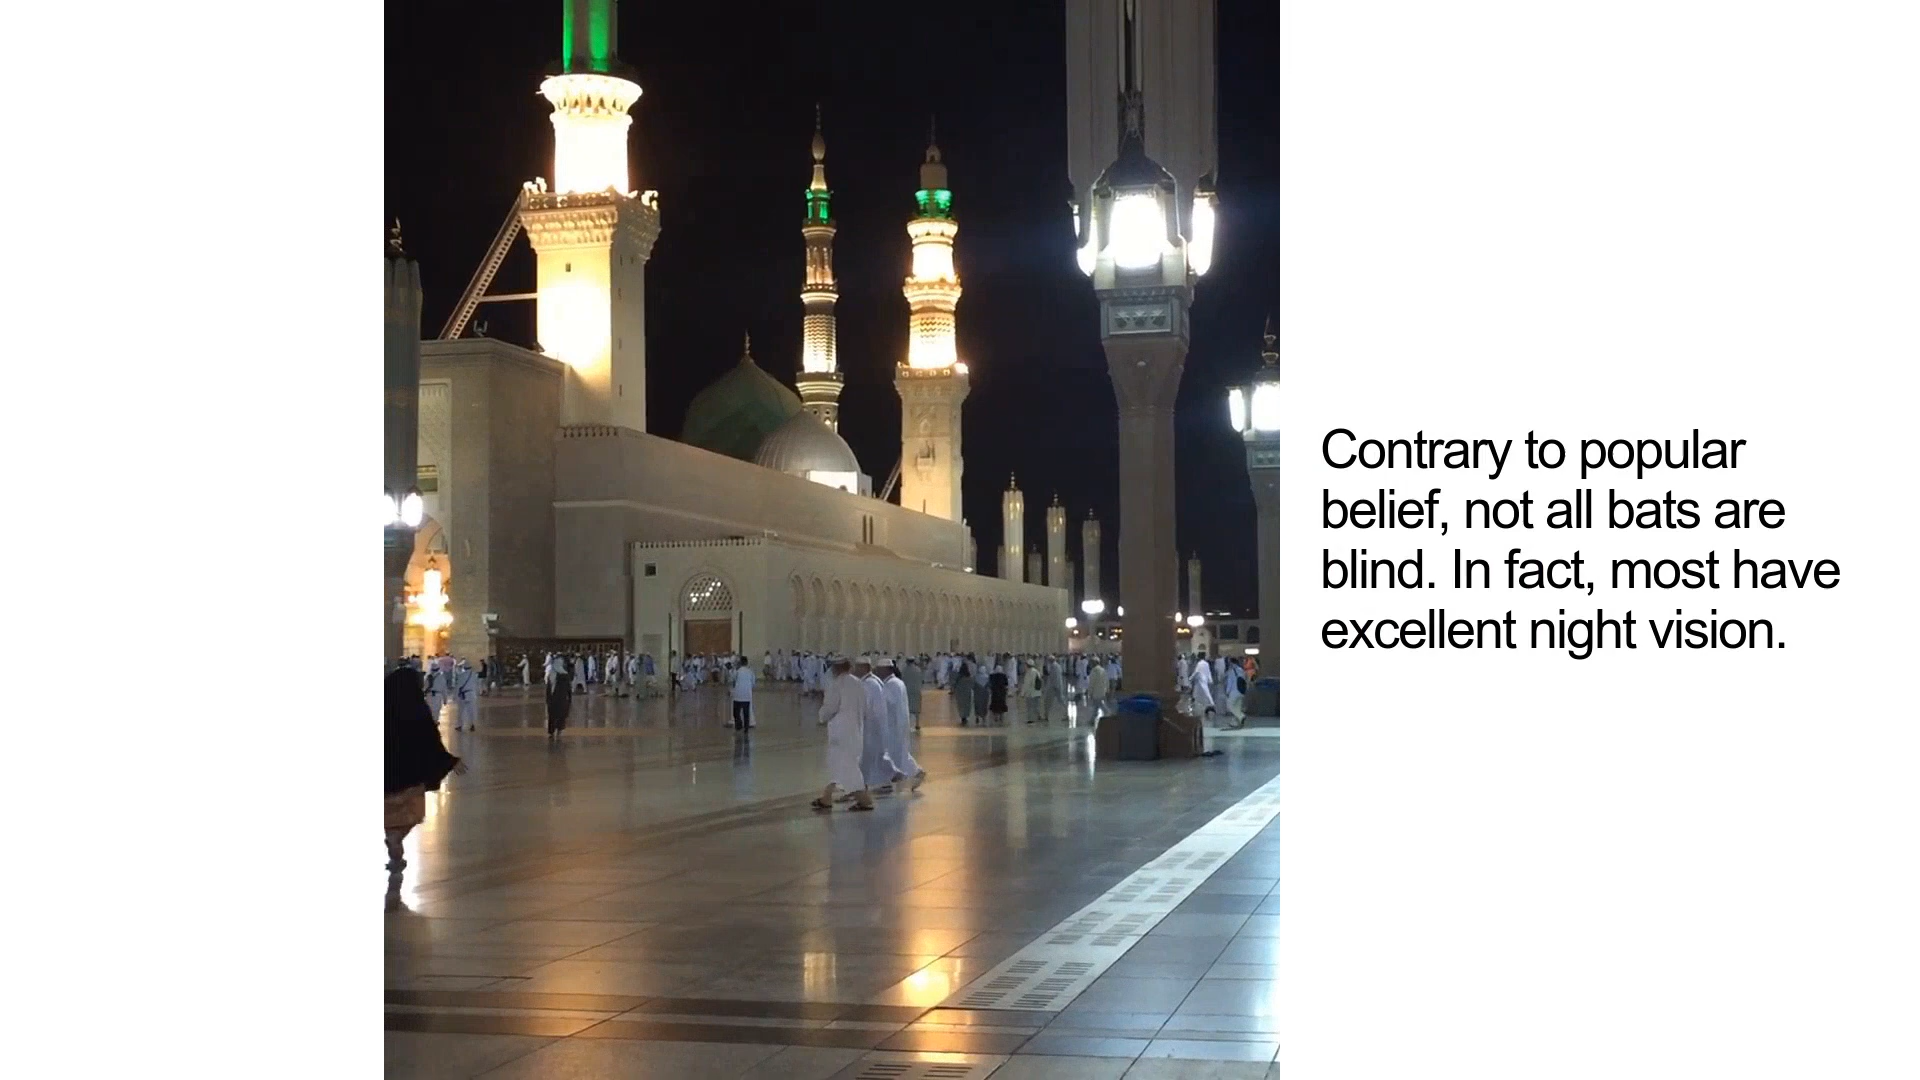 Contrary to popular
belief, not all bats are
blind. In fact, most have
excellent night vision.